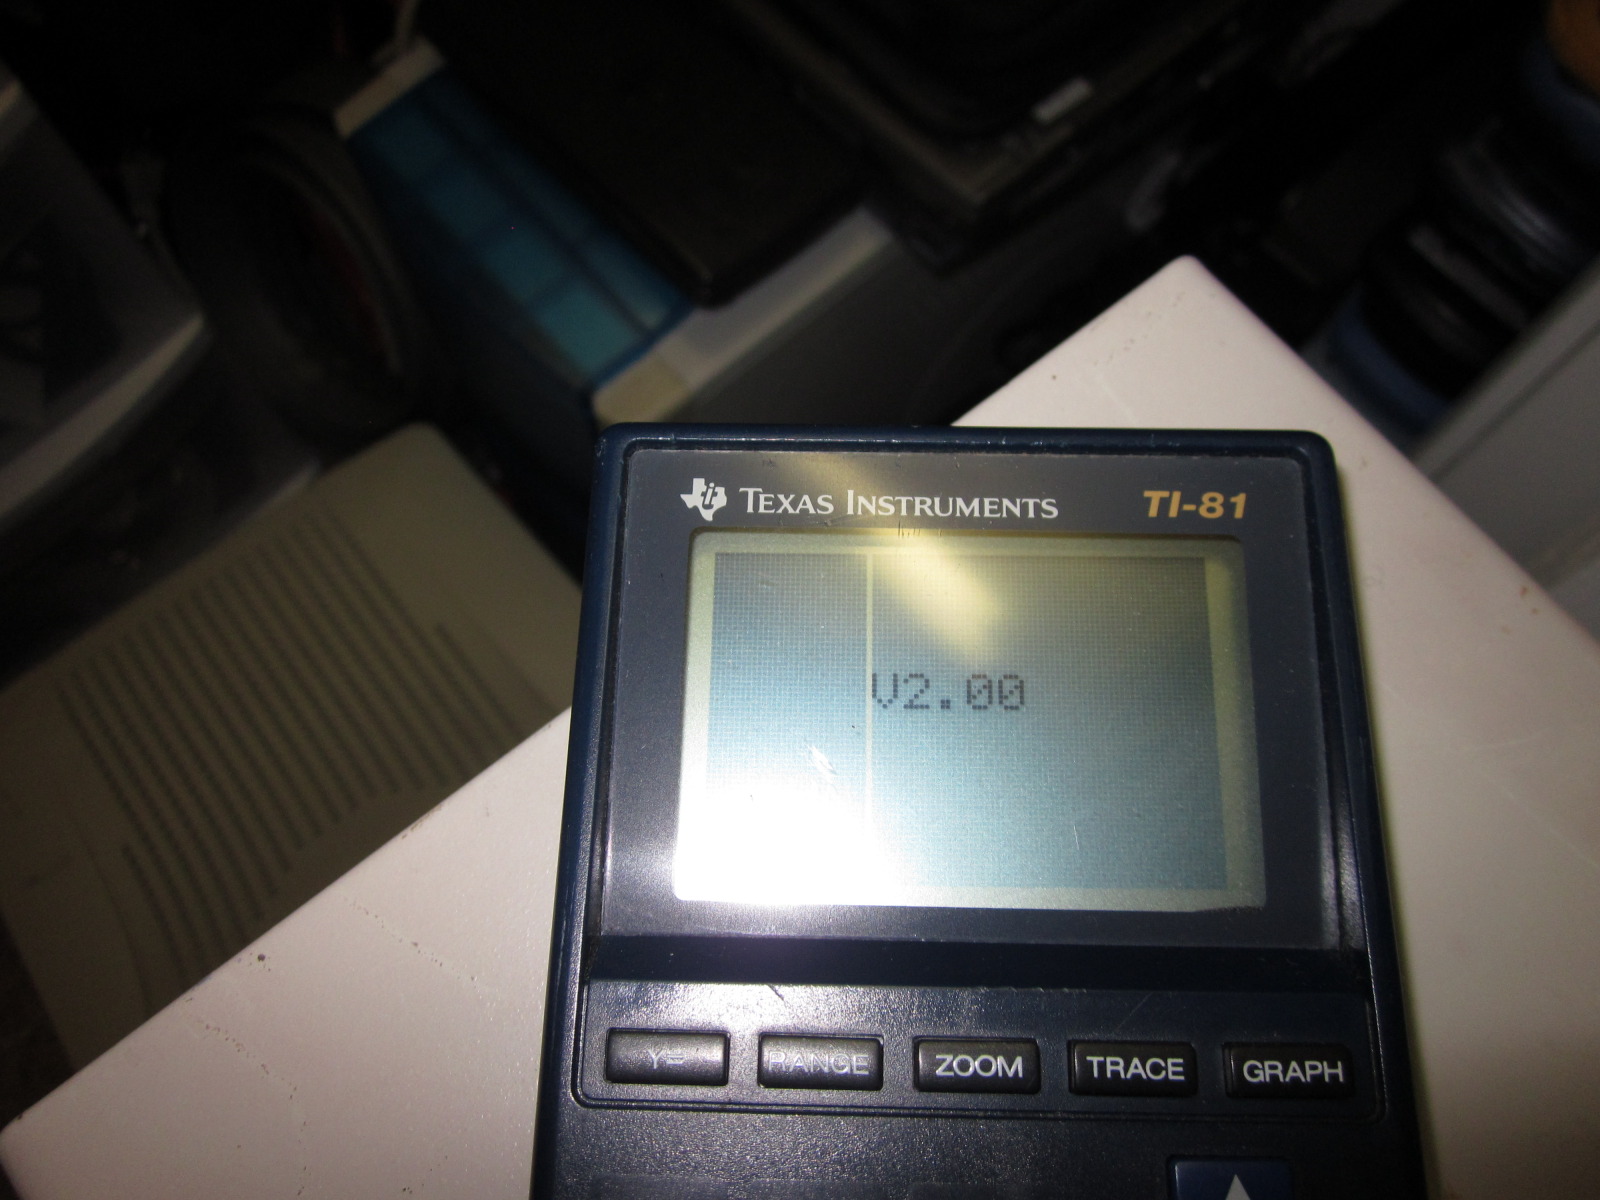 TEXAS INSTRUMENTS TI-81
V2.00
Y= RANGE ZOOM TRACE GRAPH